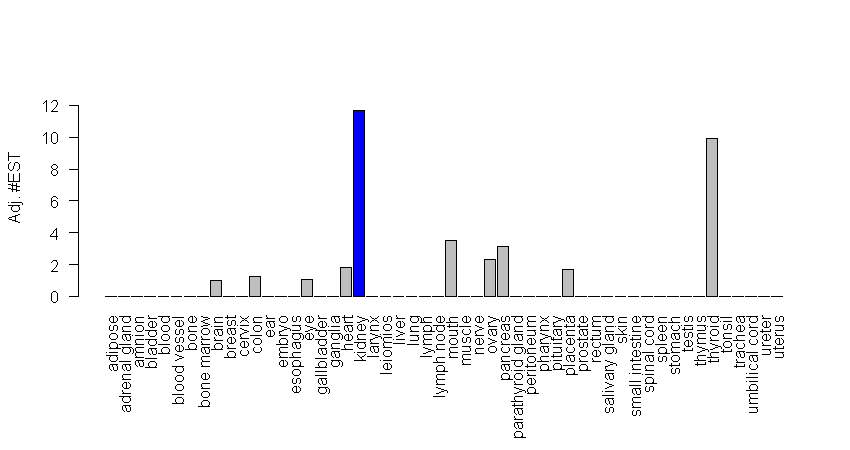 Adj. #EST
12
10
8
6
4
2
0
adipose
adrenal gland
amnion
bladder
blood
blood vessel
bone
bone marrow
brain
breast
cervix
colon
ear
embryo
esophagus
eye
gallbladder
ganglia
heart
kidney
larynx
leiomios
liver
lung
lymph
lymph node
mouth
muscle
nerve
ovary
pancreas
parathyroid gland
peritoneum
pharynx
pituitary
placenta
prostate
rectum
salivary gland
skin
small intestine
spinal cord
spleen
stomach
testis
thymus
thyroid
tonsil
trachea
umbilical cord
ureter
uterus